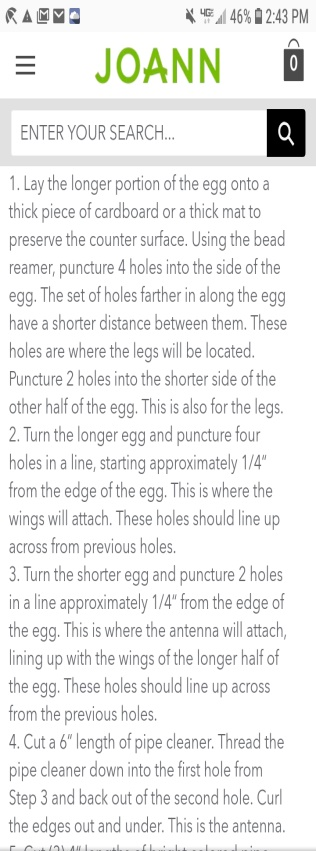 4G 46% 2:43 PM
JOANN
0
ENTER YOUR SEARCH...
1. Lay the longer portion of the egg onto a
thick piece of cardboard or a thick mat to
preserve the counter surface. Using the bead
reamer, puncture 4 holes into the side of the
egg. The set of holes farther in along the egg
have a shorter distance between them. These
holes are where the legs will be located.
Puncture 2 holes into the shorter side of the
other half of the egg. This is also for the legs.
2. Turn the longer egg and puncture four
holes in a line, starting approximately 1/4"
from the edge of the egg. This is where the
wings will attach. These holes should line up
across from previous holes.
3. Turn the shorter egg and puncture 2 holes
in a line approximately 1/4" from the edge of
the egg. This is where the antenna will attach,
lining up with the wings of the longer half of
the egg. These holes should line up across
from the previous holes.
4. Cut a 6" length of pipe cleaner. Thread the
pipe cleaner down into the first hole from
Step 3 and back out of the second hole. Curl
the edges out and under. This is the antenna.
5. Cut (2) 4" lengths of bright colored pipe